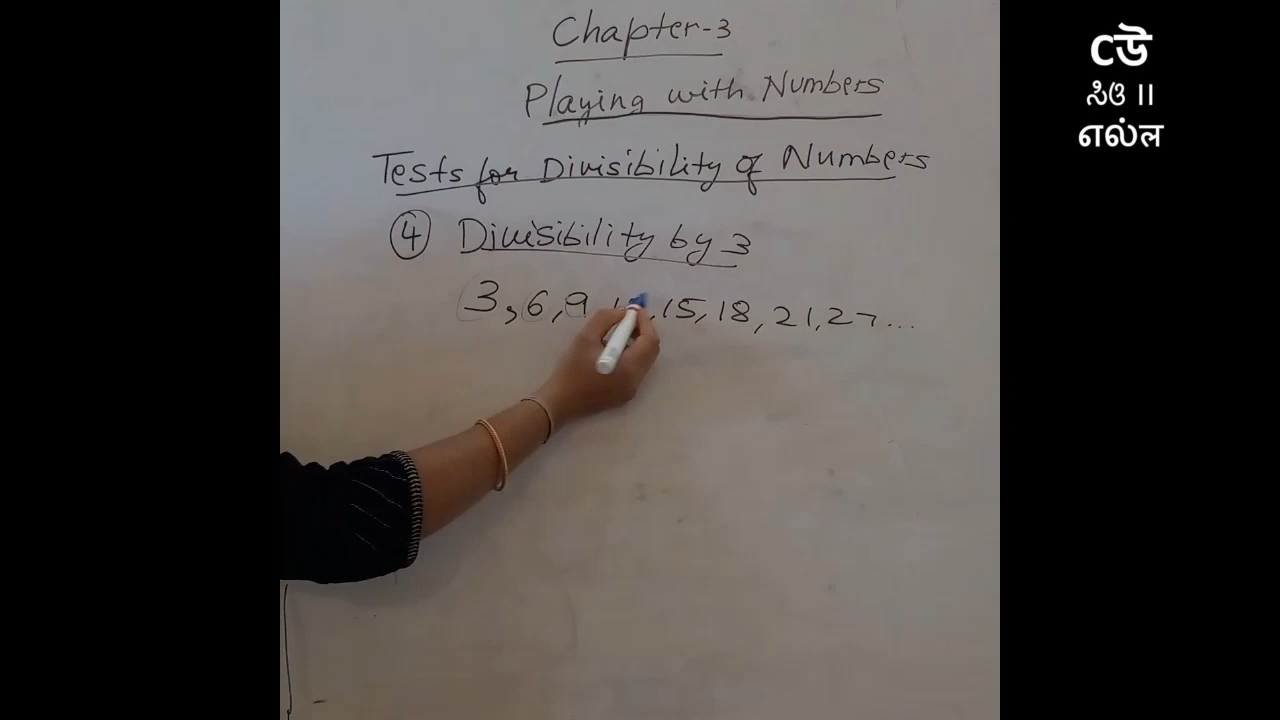 Chapter-3
Playing with Numbers
Tests for Divisibility of Numbers
④ Divisibility by 3
3, 6, 9 15, 18, 21, 27...
Cউ
ಸಿಓ ॥
எல்ல